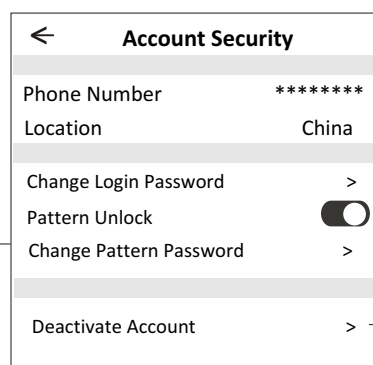 Account Security
Phone Number ********
Location China
Change Login Password >
Pattern Unlock
Change Pattern Password >
Deactivate Account >